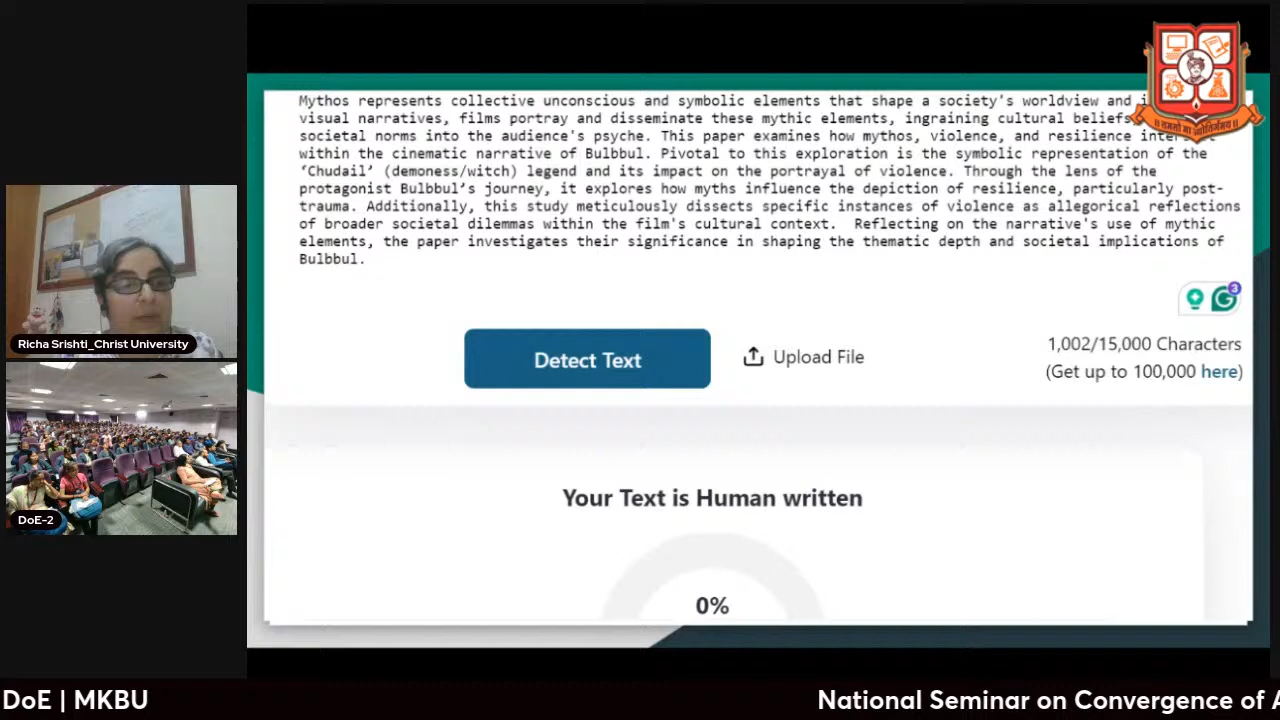 Mythos represents collective unconscious and symbolic elements that shape a society's worldview and
visual narratives, films portray and disseminate these mythic elements, ingraining cultural beliefs
societal norms into the audience's psyche. This paper examines how mythos, violence, and resilience
within the cinematic narrative of Bulbbul. Pivotal to this exploration is the symbolic representation of the
‘Chudail’ (demoness/witch) legend and its impact on the portrayal of violence. Through the lens of the
protagonist Bulbbul’s journey, it explores how myths influence the depiction of resilience, particularly post-
trauma. Additionally, this study meticulously dissects specific instances of violence as allegorical reflections
of broader societal dilemmas within the film's cultural context.  Reflecting on the narrative's use of mythic
elements, the paper investigates their significance in shaping the thematic depth and societal implications of
Bulbbul.
3
Detect Text
Upload File
1,002/15,000 Characters
(Get up to 100,000 here)
Your Text is Human written
0%
Richa Srishti_Christ University
DoE-2
।। तमसो मा ज्योतिर्गमय ।।
DoE | MKBU
National Seminar on Convergence of A